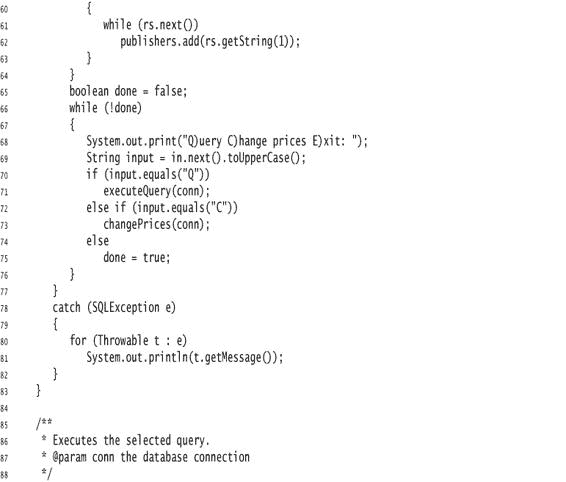 60 {
61 while (rs.next())
62 publishers.add(rs.getString(1));
63 }
64 }
65 boolean done = false;
66 while (!done)
67 {
68 System.out.print("Q)uery C)hange prices E)xit: ");
69 String input = in.next().toUpperCase();
70 if (input.equals("Q"))
71 executeQuery(conn);
72 else if (input.equals("C"))
73 changePrices(conn);
74 else
75 done = true;
76 }
77 }
78 catch (SQLException e)
79 {
80 for (Throwable t : e)
81 System.out.println(t.getMessage());
82 }
83 }
84
85 /**
86 * Executes the selected query.
87 * @param conn the database connection
88 */